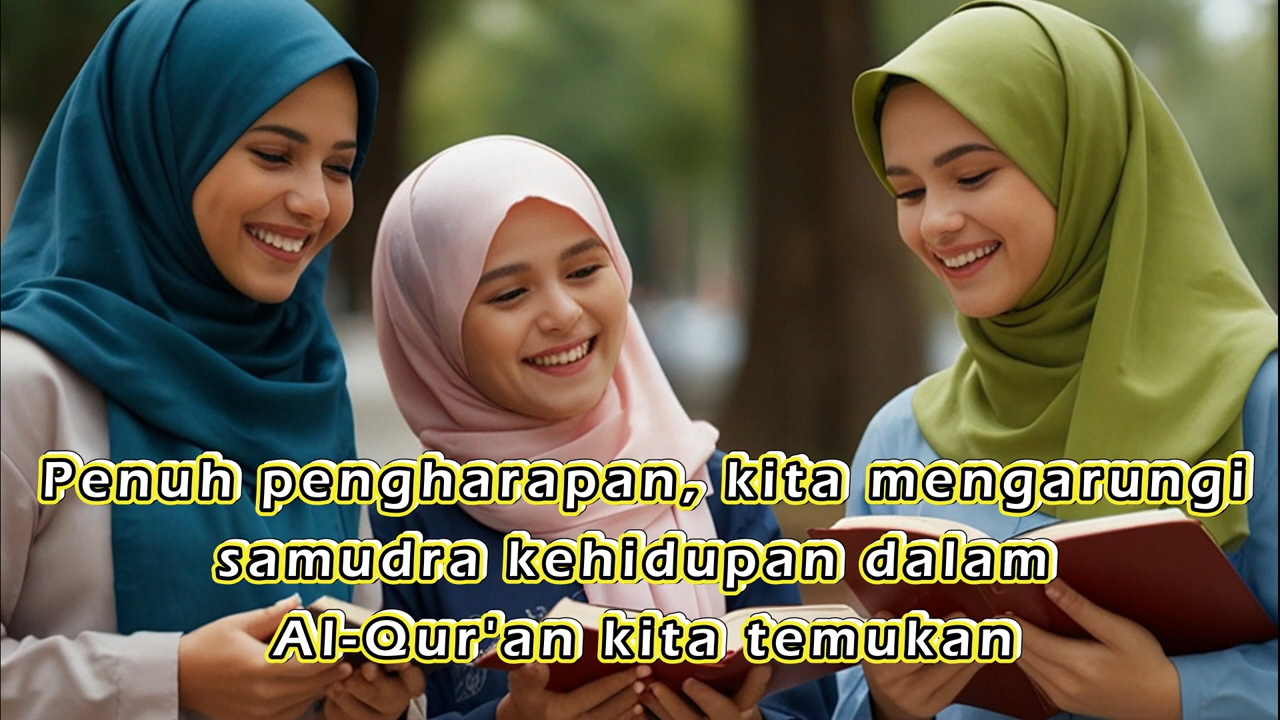 Penuh pengharapan, kita mengarungi
samudra kehidupan dalam
Al-Qur'an kita temukan